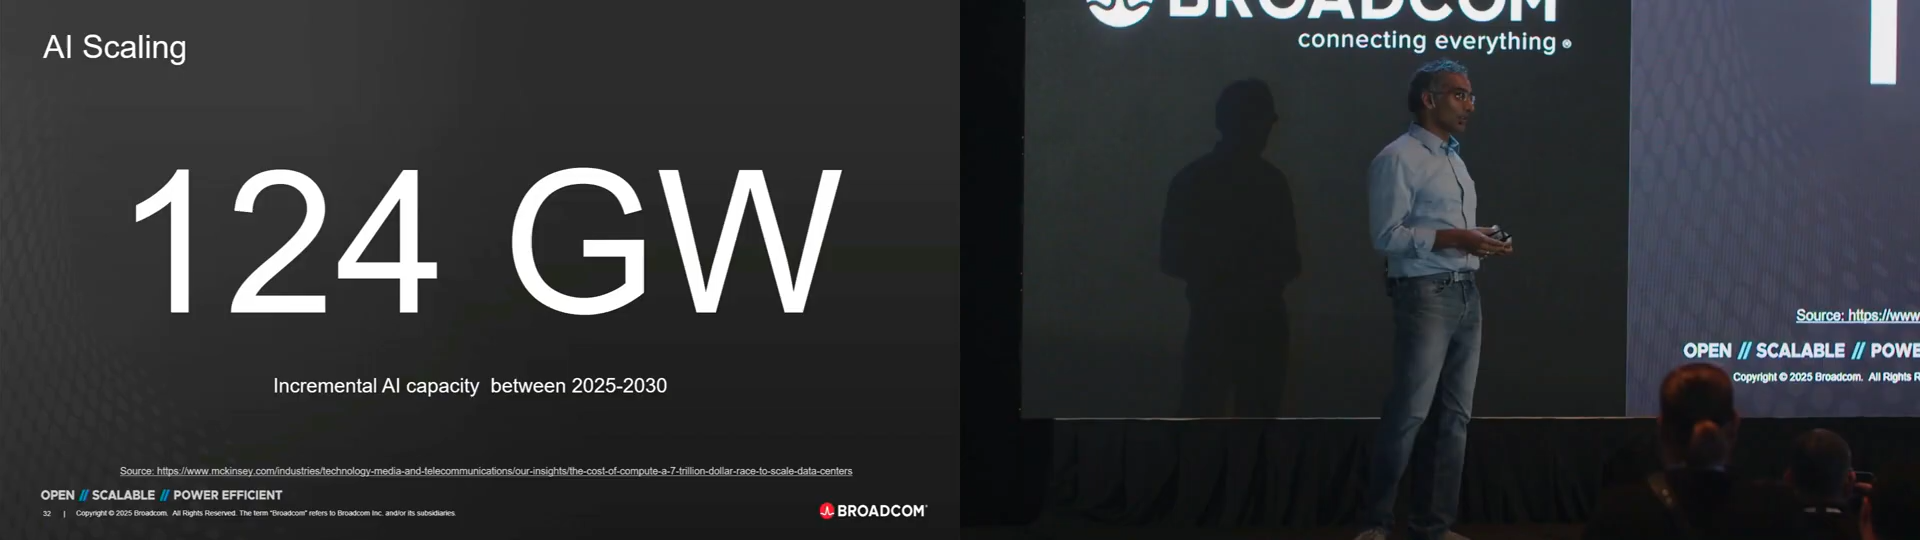 AI Scaling
124 GW
Incremental AI capacity  between 2025-2030
Source: https://www.mckinsey.com/industries/technology-media-and-telecommunications/our-insights/the-cost-of-compute-a-7-trillion-dollar-race-to-scale-data-centers
OPEN // SCALABLE // POWER EFFICIENT
32 | Copyright © 2025 Broadcom. All Rights Reserved. The term "Broadcom" refers to Broadcom Inc. and/or its subsidiaries.
BROADCOM®
BROADCOM
connecting everything®
Source: https://www
OPEN // SCALABLE // POWE
Copyright © 2025 Broadcom. All Rights R